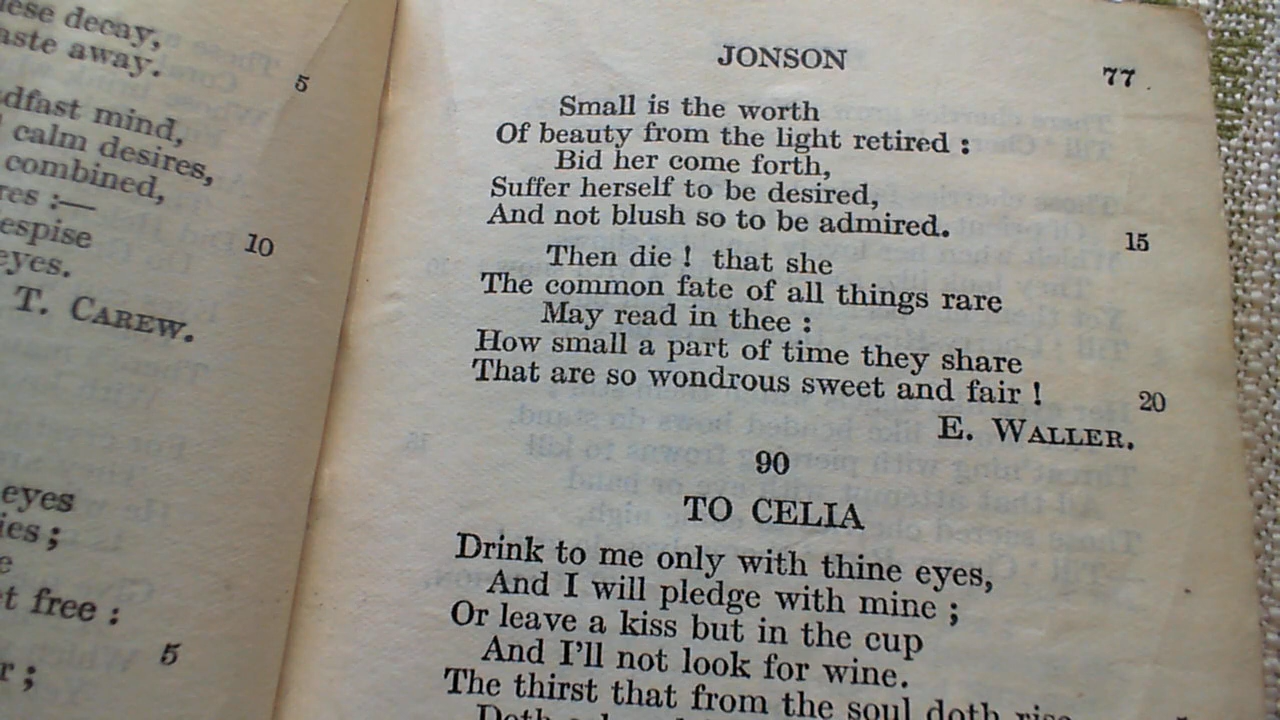 ese decay,
aste away.
5
dfast mind,
calm desires,
combined,
res :—
espise
10
eyes.
T. CAREW.
eyes
ies ;
e
t free :
5
r ;
JONSON
77
Small is the worth
Of beauty from the light retired :
Bid her come forth,
Suffer herself to be desired,
And not blush so to be admired.
15
Then die ! that she
The common fate of all things rare
May read in thee :
How small a part of time they share
That are so wondrous sweet and fair !
20
E. WALLER.
90
TO CELIA
Drink to me only with thine eyes,
And I will pledge with mine ;
Or leave a kiss but in the cup
And I'll not look for wine.
The thirst that from the soul doth rise
Doth